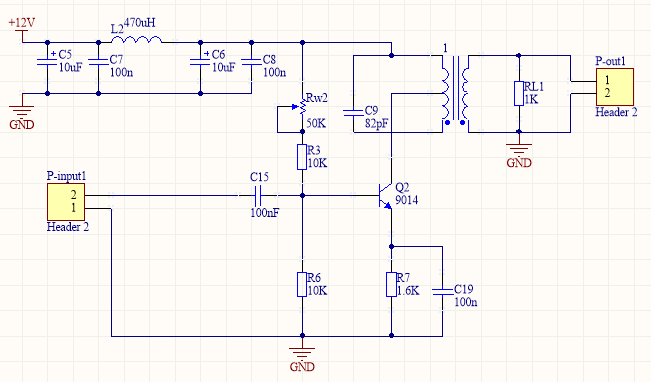 +12V
L2
470uH
C5
10uF
C7
100n
C6
10uF
C8
100n
GND
Rw2
50K
R3
10K
C9
82pF
1
RL1
1K
P-out1
1
2
Header 2
GND
P-input1
2
1
Header 2
C15
100nF
Q2
9014
R6
10K
R7
1.6K
C19
100n
GND